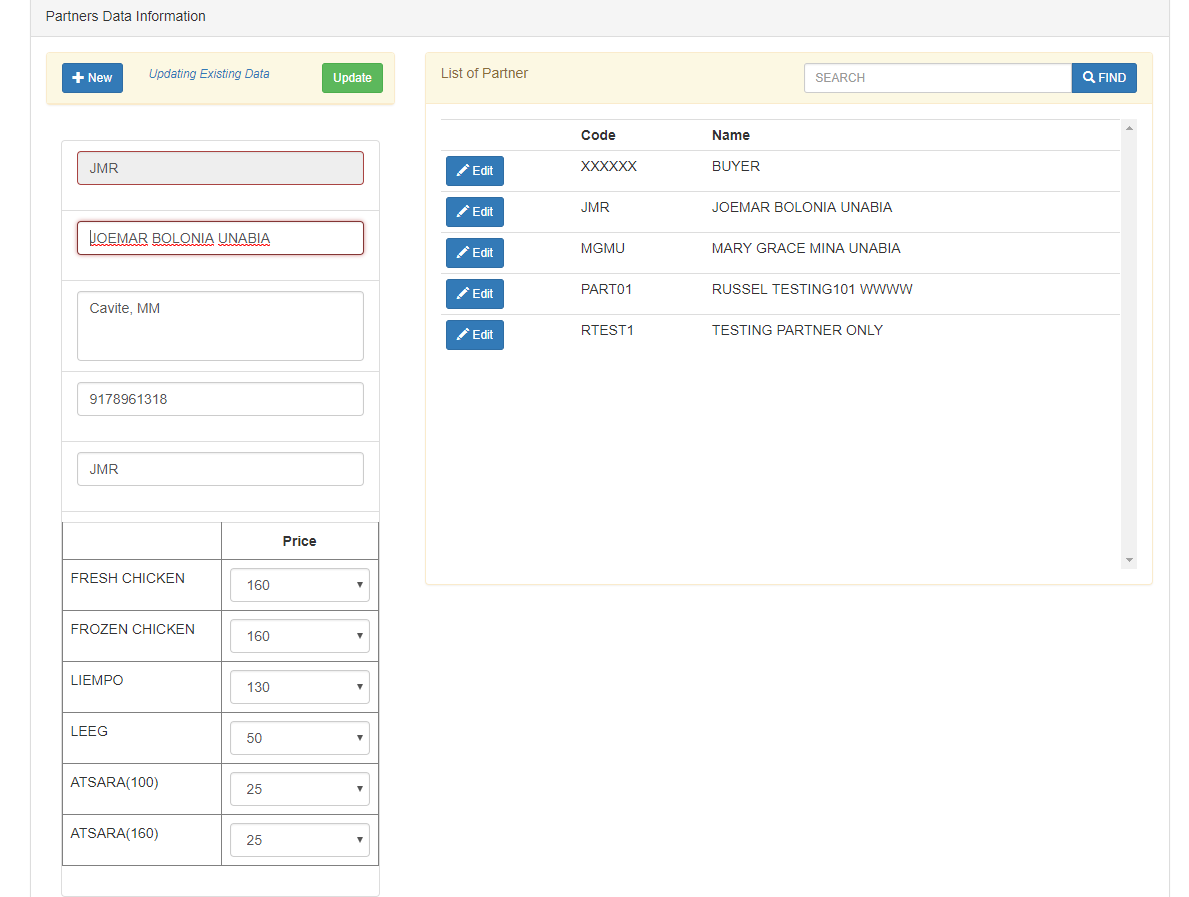 Partners Data Information
New Updating Existing Data Update
JMR
JOEMAR BOLONIA UNABIA
Cavite, MM
9178961318
JMR
Price
FRESH CHICKEN 160
FROZEN CHICKEN 160
LIEMPO 130
LEEG 50
ATSARA(100) 25
ATSARA(160) 25
List of Partner SEARCH FIND
Code Name
Edit XXXXXX BUYER
Edit JMR JOEMAR BOLONIA UNABIA
Edit MGMU MARY GRACE MINA UNABIA
Edit PART01 RUSSEL TESTING101 WWWW
Edit RTEST1 TESTING PARTNER ONLY